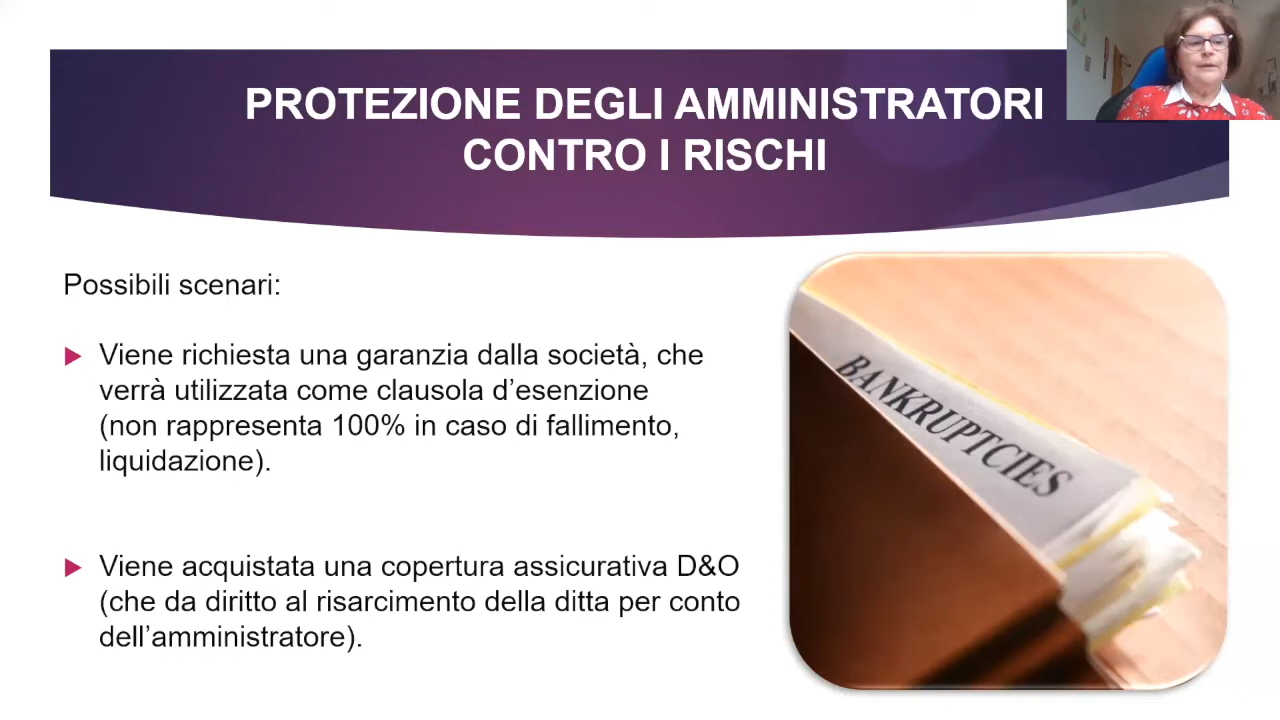 PROTEZIONE DEGLI AMMINISTRATORI
CONTRO I RISCHI
Possibili scenari:
Viene richiesta una garanzia dalla società, che
verrà utilizzata come clausola d’esenzione
(non rappresenta 100% in caso di fallimento,
liquidazione).
Viene acquistata una copertura assicurativa D&O
(che da diritto al risarcimento della ditta per conto
dell’amministratore).
BANKRUPTCIES